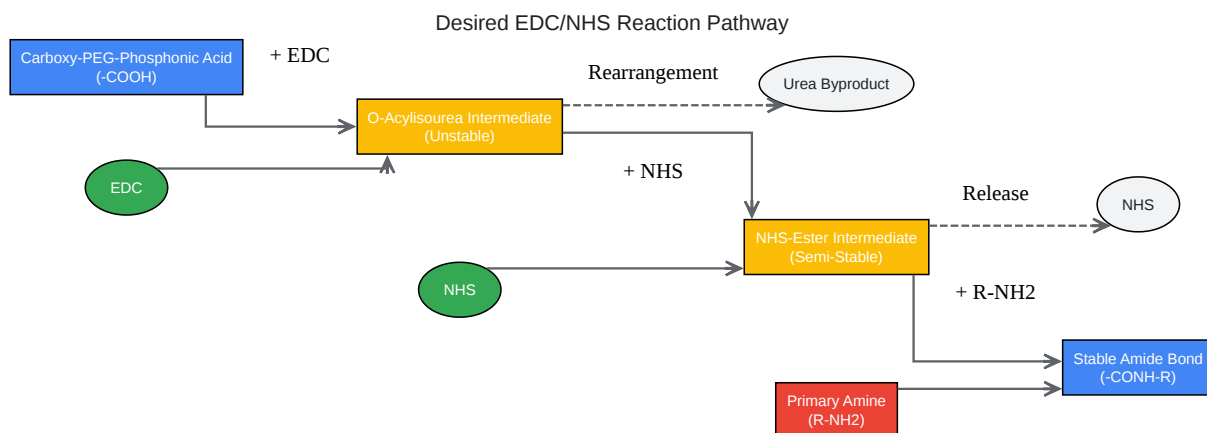 Desired EDC/NHS Reaction Pathway
Carboxy-PEG-Phosphonic Acid
(-COOH)
+ EDC
Rearrangement
Urea Byproduct
O-Acylisourea Intermediate
(Unstable)
EDC
+ NHS
Release
NHS
NHS-Ester Intermediate
(Semi-Stable)
NHS
+ R-NH2
Stable Amide Bond
(-CONH-R)
Primary Amine
(R-NH2)